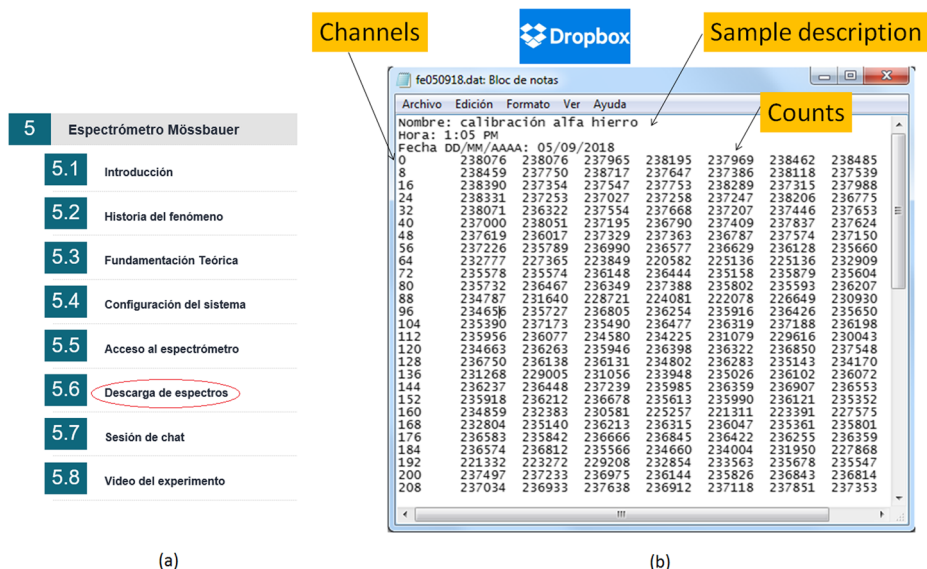 Channels
Dropbox
Sample description
fe050918.dat: Bloc de notas
Archivo Edición Formato Ver Ayuda
Counts
Nombre: calibración alfa hierro
Hora: 1:05 PM
Fecha DD/MM/AAAA: 05/09/2018
0 238076 238076 237965 238195 237969 238462 238485
8 238459 237750 238717 237647 237386 238118 237539
16 238390 237354 237547 237753 238289 237315 237988
24 238331 237253 237027 237258 237247 238206 236775
32 238071 236322 237554 237668 237207 237446 237653
40 237000 238051 237195 236790 237409 237837 237624
48 237619 236017 237329 237363 236787 237574 237150
56 237226 235789 236990 236577 236629 236128 235660
64 232777 227365 223849 220582 225136 225136 232909
72 235578 235574 236148 236444 235158 235879 235604
80 235732 236467 236349 237388 235802 235593 236207
88 234787 231640 228721 224081 222078 226649 230930
96 234656 235727 236805 236254 235916 236426 235650
104 235390 237173 235490 236477 236319 237188 236198
112 235956 236077 234580 234225 231079 229616 230043
120 234663 236263 235946 236398 236322 236850 237548
128 236750 236138 236131 234802 236283 235143 234170
136 231268 229005 231056 233948 235026 236102 236072
144 236237 236448 237239 235985 236359 236907 236553
152 235918 236212 236678 235613 235990 236121 235352
160 234859 232383 230581 225257 221311 223391 227575
168 232804 235140 236213 236315 236047 235361 235801
176 236583 235842 236666 236845 236422 236255 236359
184 236574 236812 235566 234660 234004 231950 227868
192 221332 223272 229208 232854 233563 235678 235547
200 237497 237233 236975 236144 235826 236843 236814
208 237034 236933 237638 236912 237118 237851 237353
5 Espectrómetro Mössbauer
5.1 Introducción
5.2 Historia del fenómeno
5.3 Fundamentación Teórica
5.4 Configuración del sistema
5.5 Acceso al espectrómetro
5.6 Descarga de espectros
5.7 Sesión de chat
5.8 Video del experimento
(a)
(b)